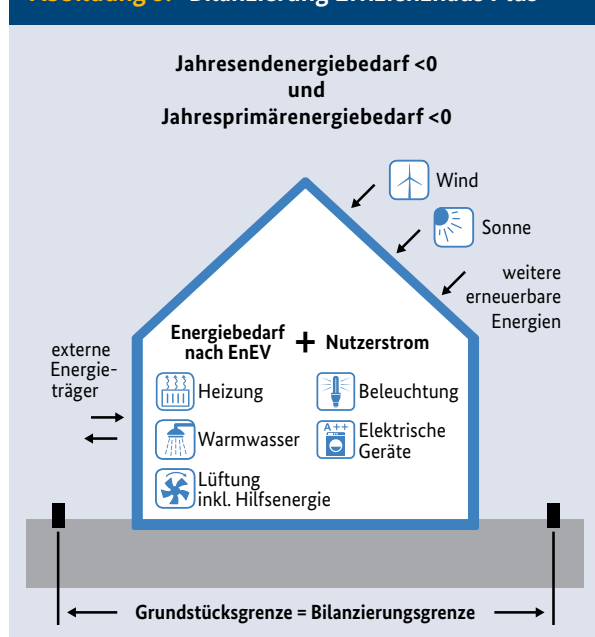 Jahresendenergiebedarf <0
und
Jahresprimärenergiebedarf <0
Wind
Sonne
weitere
erneuerbare
Energien
externe
Energie-
träger
Energiebedarf
nach EnEV
+ Nutzerstrom
Heizung
Warmwasser
Lüftung
inkl. Hilfsenergie
Beleuchtung
A++
Elektrische
Geräte
Grundstücksgrenze = Bilanzierungsgrenze